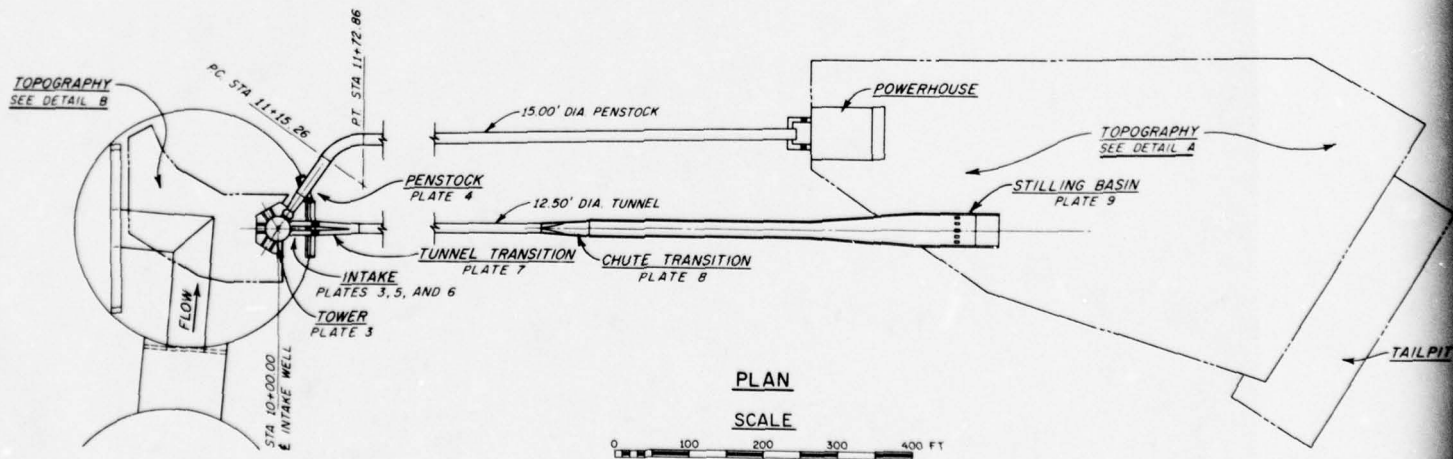 TOPOGRAPHY
SEE DETAIL B
P.C. STA 11+15.26
PT STA 11+72.86
15.00' DIA. PENSTOCK
POWERHOUSE
TOPOGRAPHY
SEE DETAIL A
PENSTOCK
PLATE 4
12.50' DIA. TUNNEL
STILLING BASIN
PLATE 9
TUNNEL TRANSITION
PLATE 7
CHUTE TRANSITION
PLATE 8
INTAKE
PLATES 3, 5, AND 6
TOWER
PLATE 3
FLOW
STA 10+00.00
℄ INTAKE WELL
TAILPIT
PLAN
SCALE
0 100 200 300 400 FT